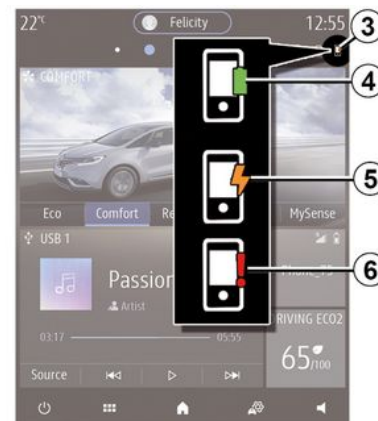 22°C
Felicity
12:55
3
COMFORT
4
Eco
Comfort
MySense
5
USB 1
Passion
Artist
6
03:17
05:55
DRIVING ECO2
65/100
Source